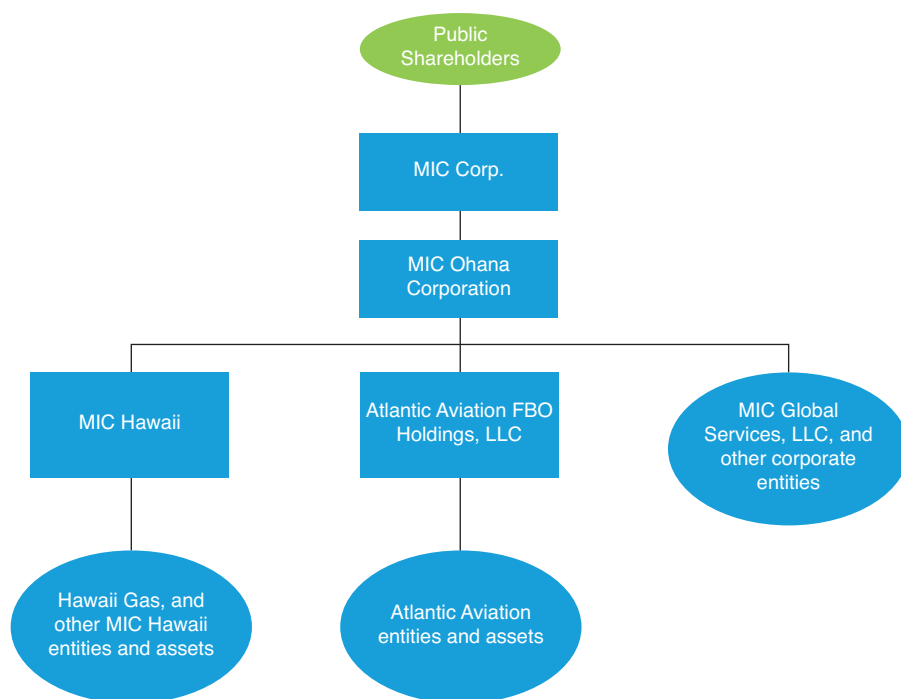 Public
Shareholders
MIC Corp.
MIC Ohana
Corporation
MIC Hawaii
Atlantic Aviation FBO
Holdings, LLC
MIC Global
Services, LLC, and
other corporate
entities
Hawaii Gas, and
other MIC Hawaii
entities and assets
Atlantic Aviation
entities and assets